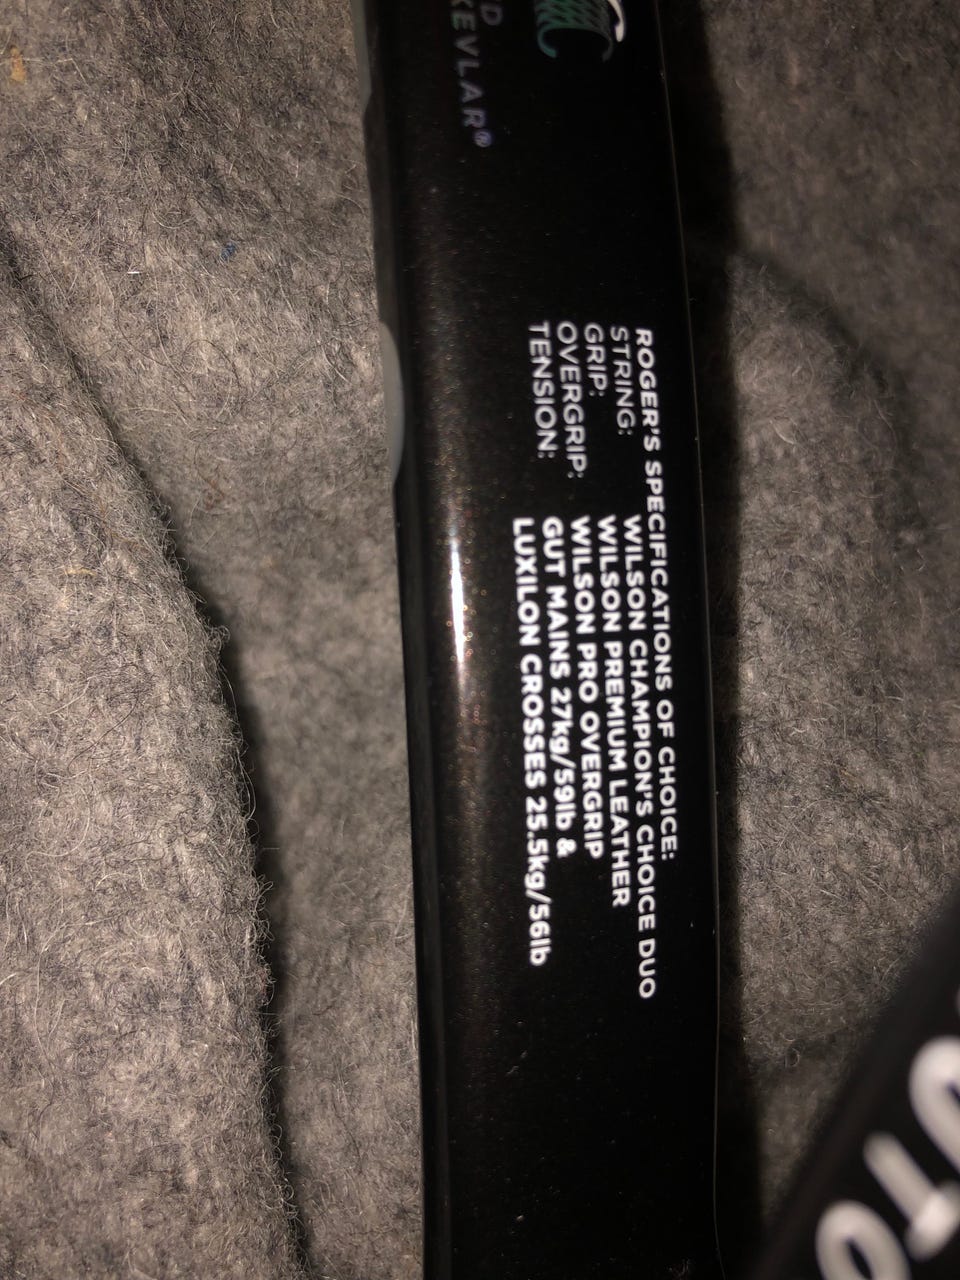 KEVLAR®
ROGER'S SPECIFICATIONS OF CHOICE:
STRING: WILSON CHAMPION'S CHOICE DUO
GRIP: WILSON PREMIUM LEATHER
OVERGRIP: WILSON PRO OVERGRIP
TENSION: GUT MAINS 27kg/59lb &
LUXILON CROSSES 25.5kg/56lb